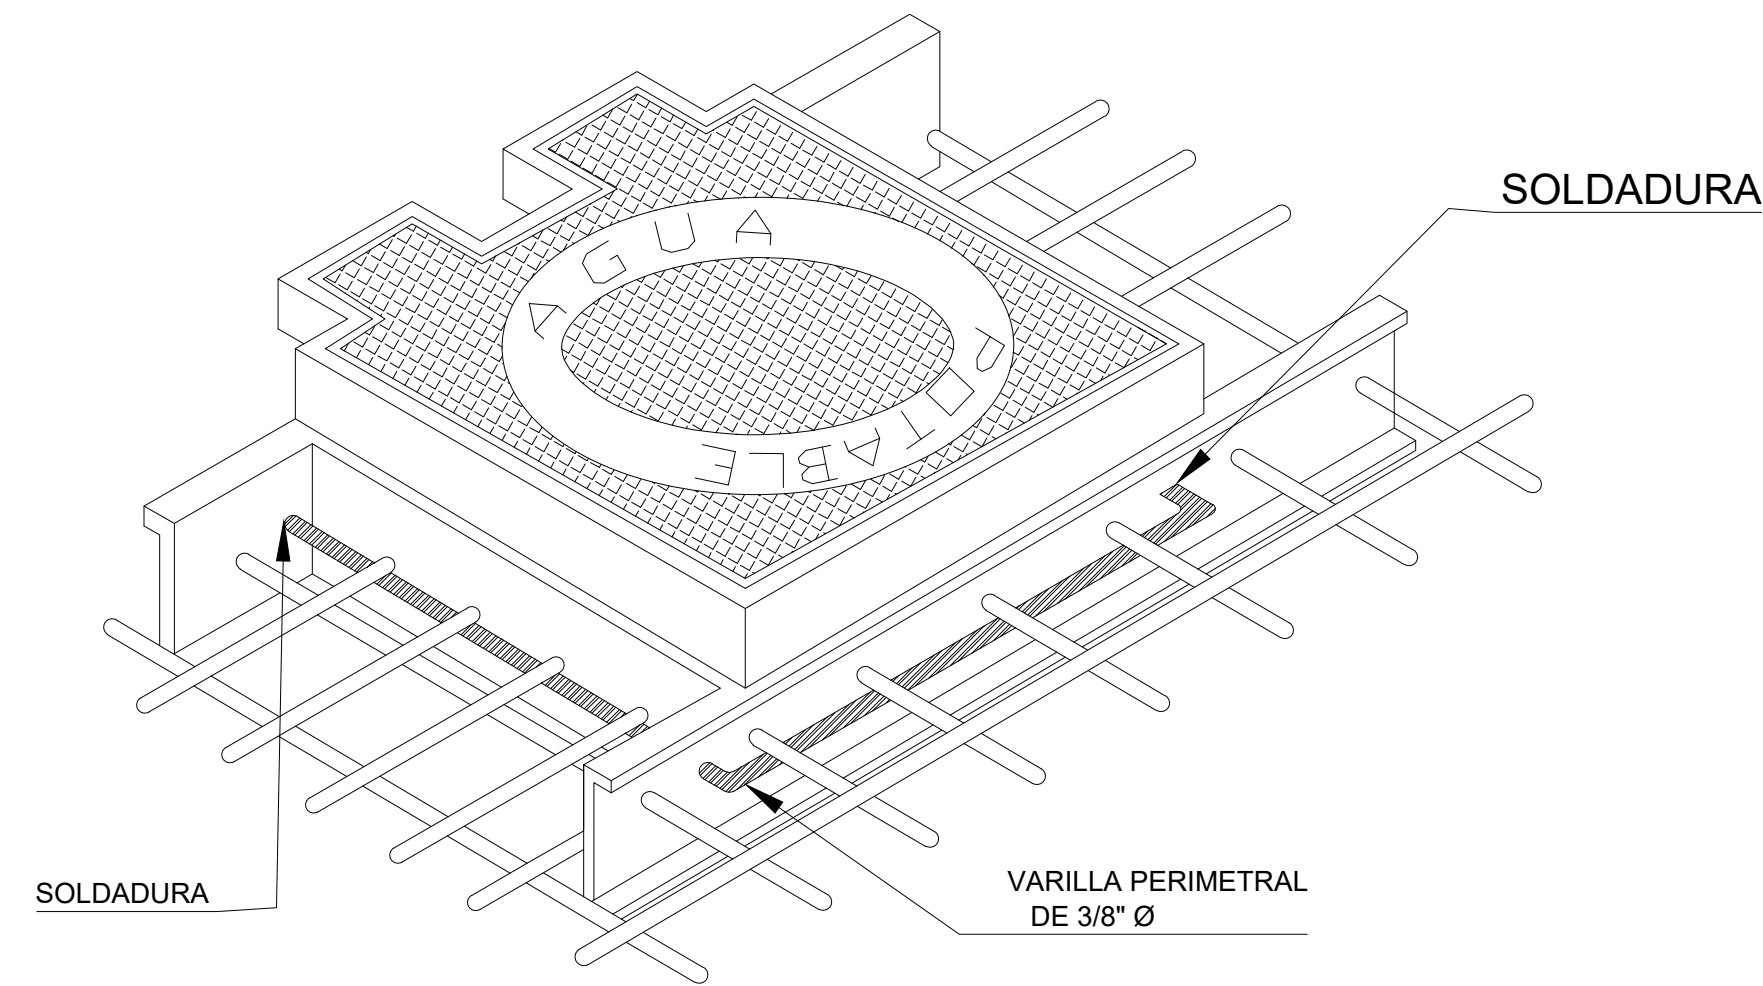 AGUA
POTABLE
SOLDADURA
SOLDADURA
VARILLA PERIMETRAL
DE 3/8" Ø